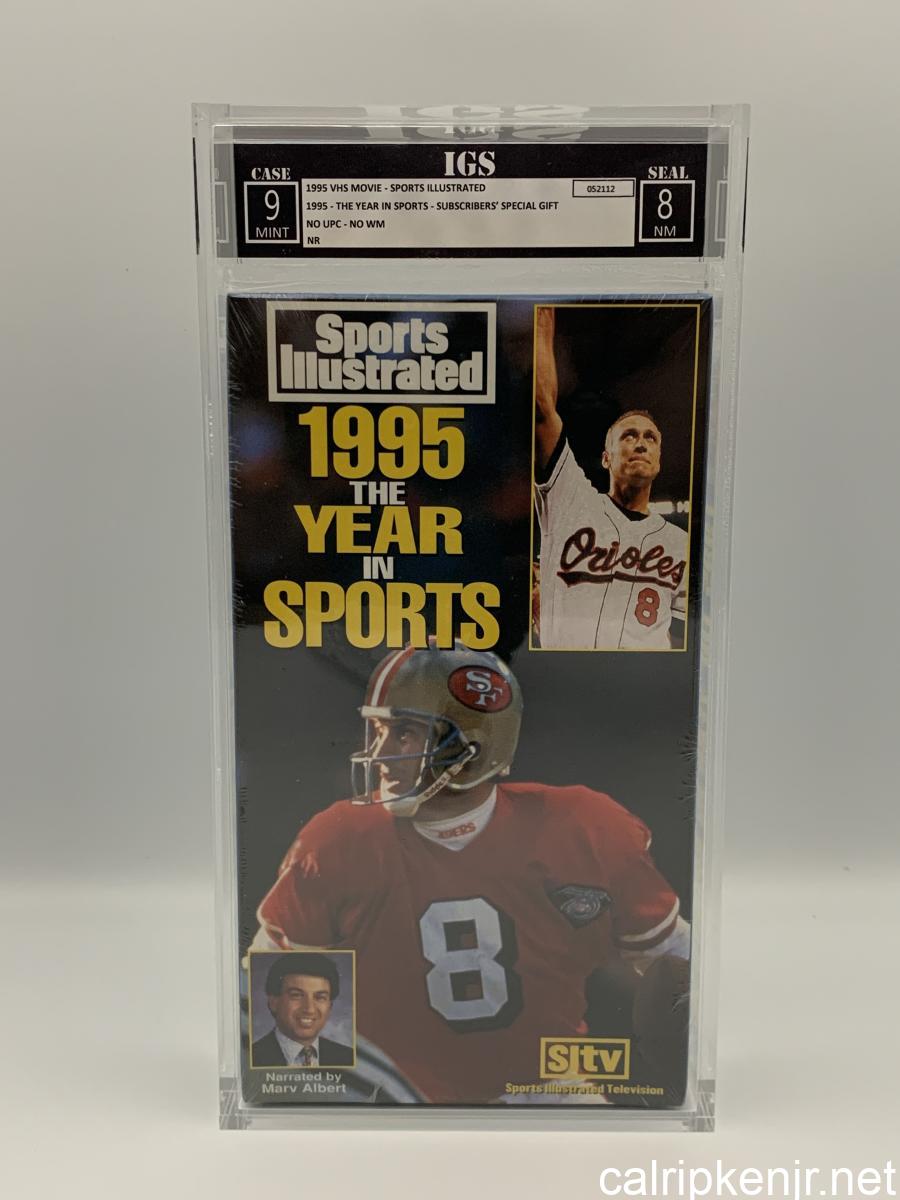 IGS
CASE
9
MINT
1995 VHS MOVIE - SPORTS ILLUSTRATED
052112
1995 - THE YEAR IN SPORTS - SUBSCRIBERS' SPECIAL GIFT
NO UPC - NO WM
NR
SEAL
8
NM
Sports
Illustrated
1995
THE
YEAR
IN
SPORTS
Orioles
8
SF
49ERS
8
Narrated by
Marv Albert
SItv
Sports Illustrated Television
calripkenjr.net